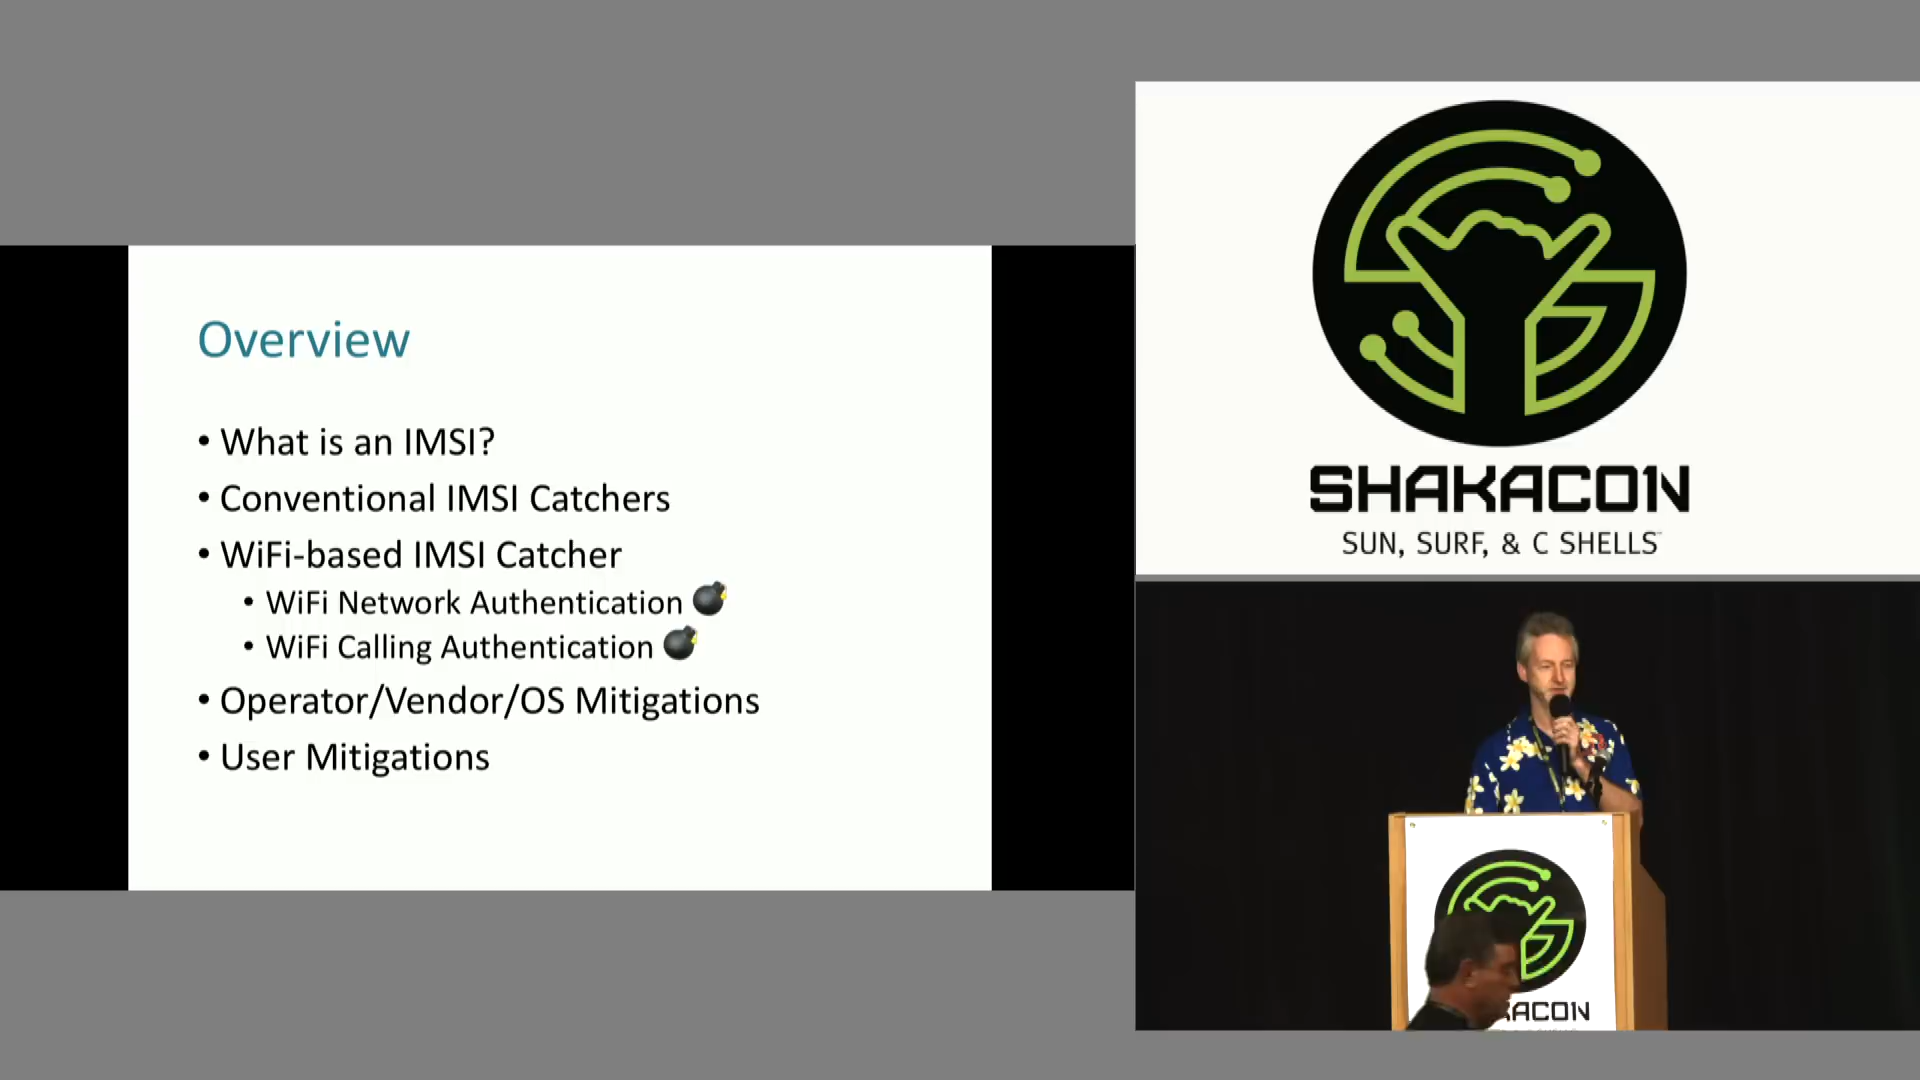 Overview
• What is an IMSI?
• Conventional IMSI Catchers
• WiFi-based IMSI Catcher
• WiFi Network Authentication
• WiFi Calling Authentication
• Operator/Vendor/OS Mitigations
• User Mitigations
SHAKACON
SUN, SURF, & C SHELLS
KACON